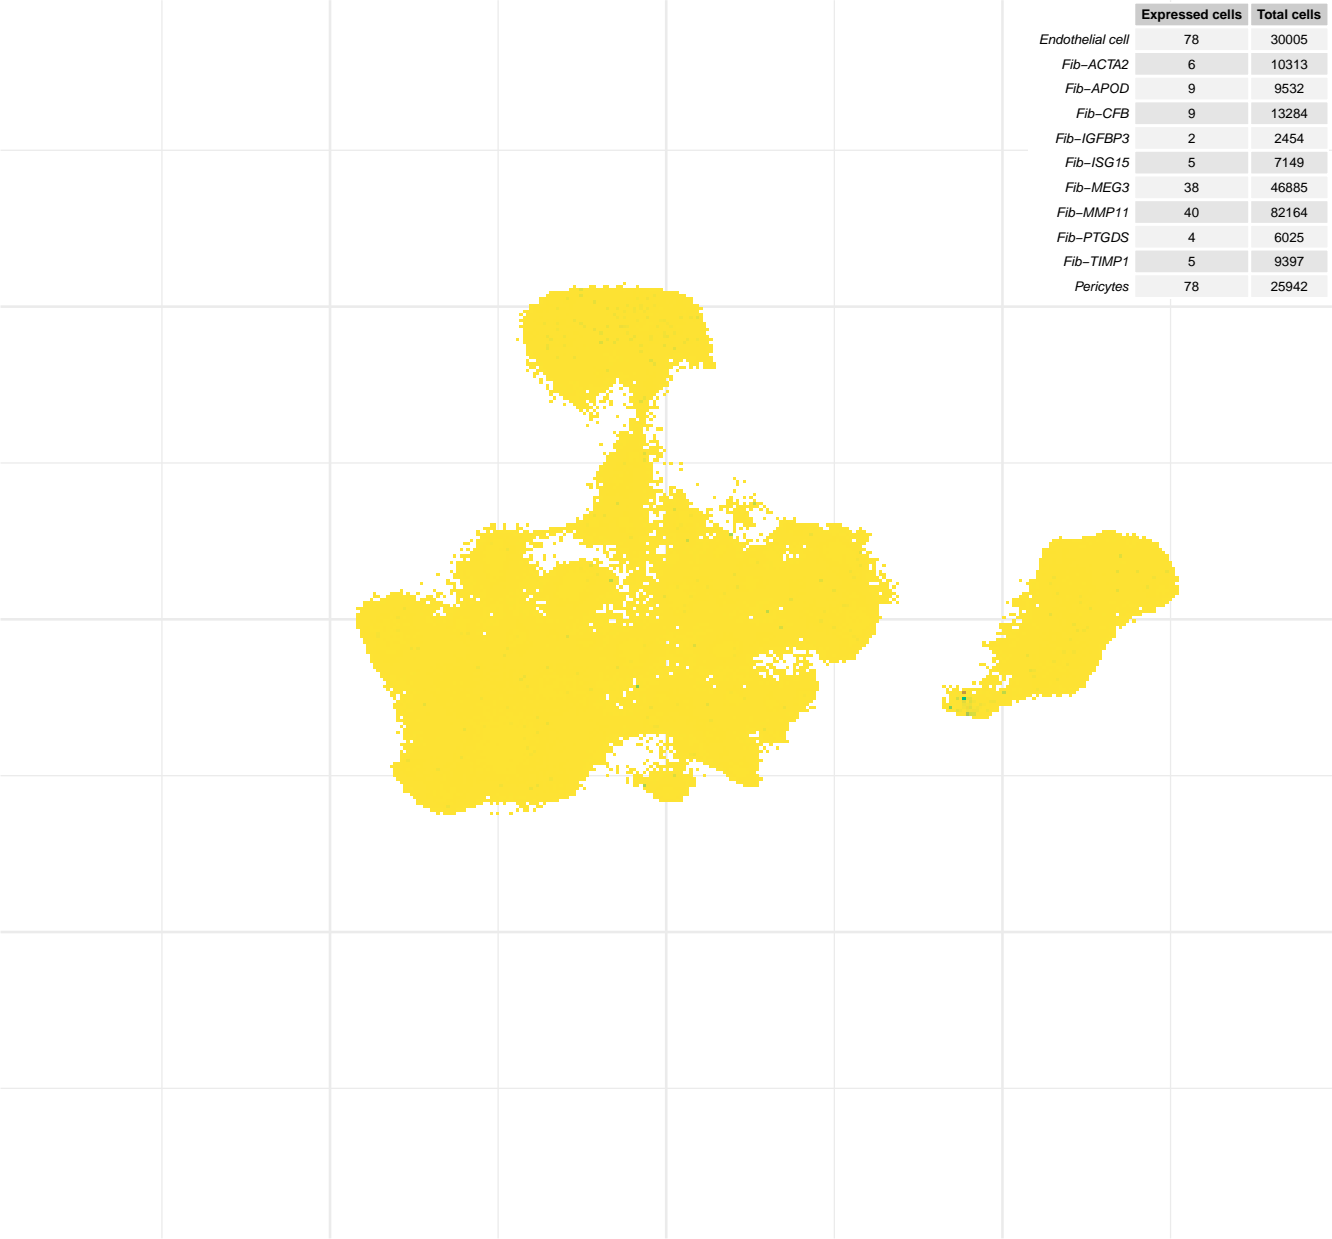 Expressed cells Total cells
Endothelial cell 78 30005
Fib−ACTA2 6 10313
Fib−APOD 9 9532
Fib−CFB 9 13284
Fib−IGFBP3 2 2454
Fib−ISG15 5 7149
Fib−MEG3 38 46885
Fib−MMP11 40 82164
Fib−PTGDS 4 6025
Fib−TIMP1 5 9397
Pericytes 78 25942